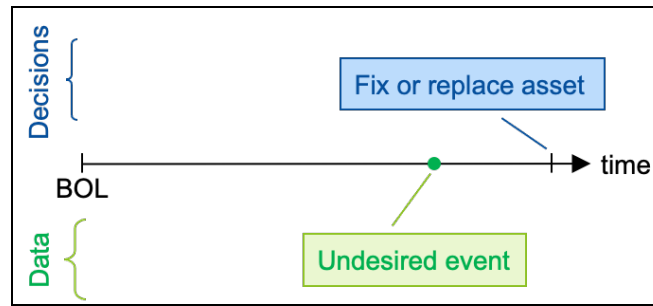 Decisions
Fix or replace asset
time
BOL
Data
Undesired event